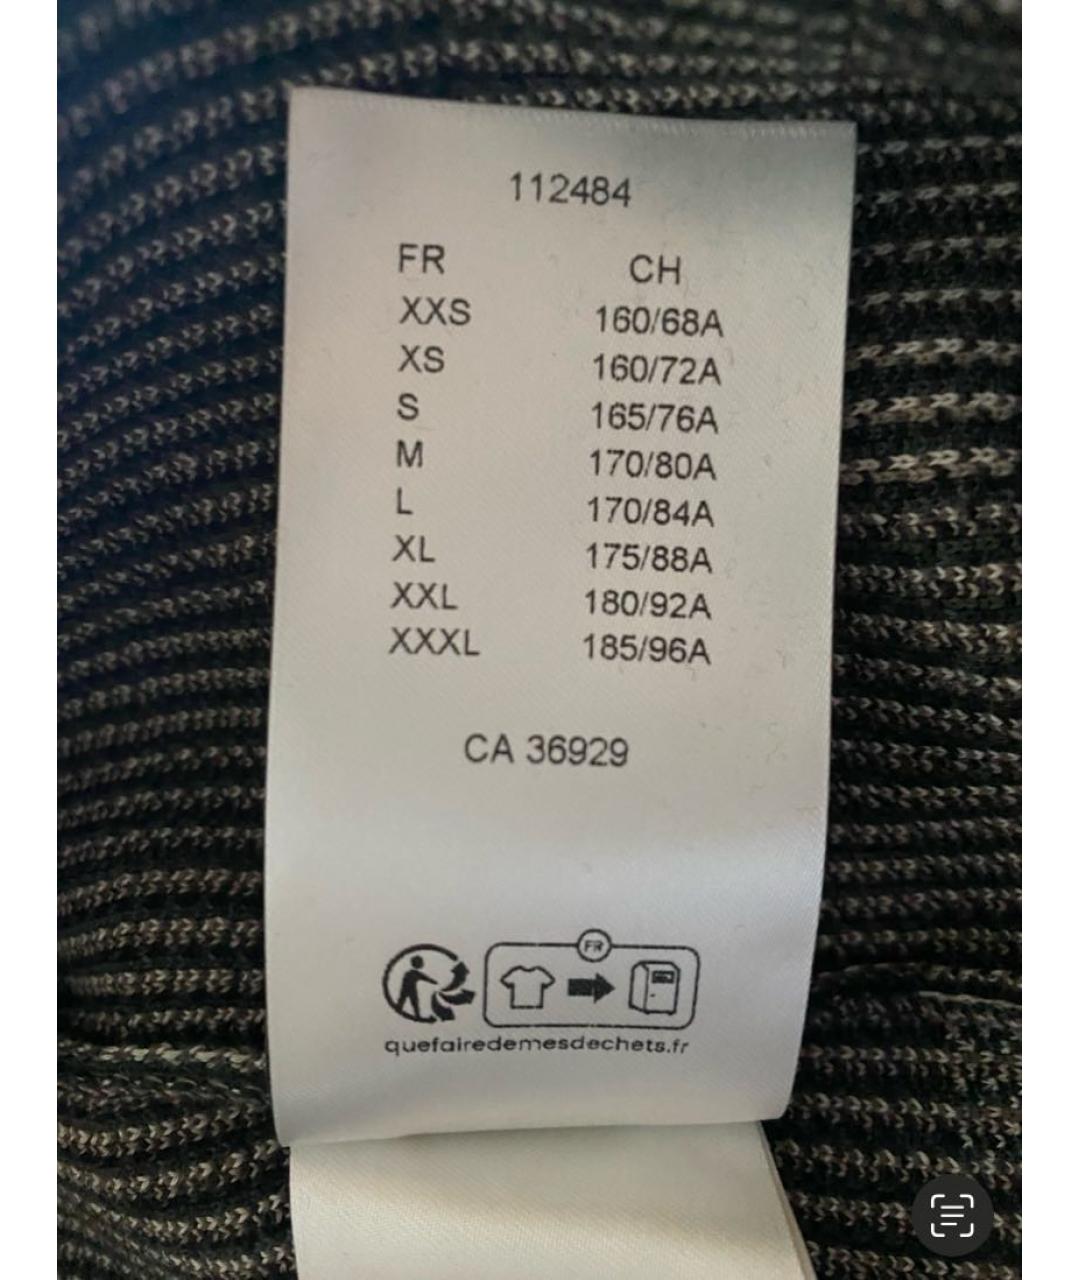 112484
FR CH
XXS 160/68A
XS 160/72A
S 165/76A
M 170/80A
L 170/84A
XL 175/88A
XXL 180/92A
XXXL 185/96A
CA 36929
FR
quefairedemesdechets.fr